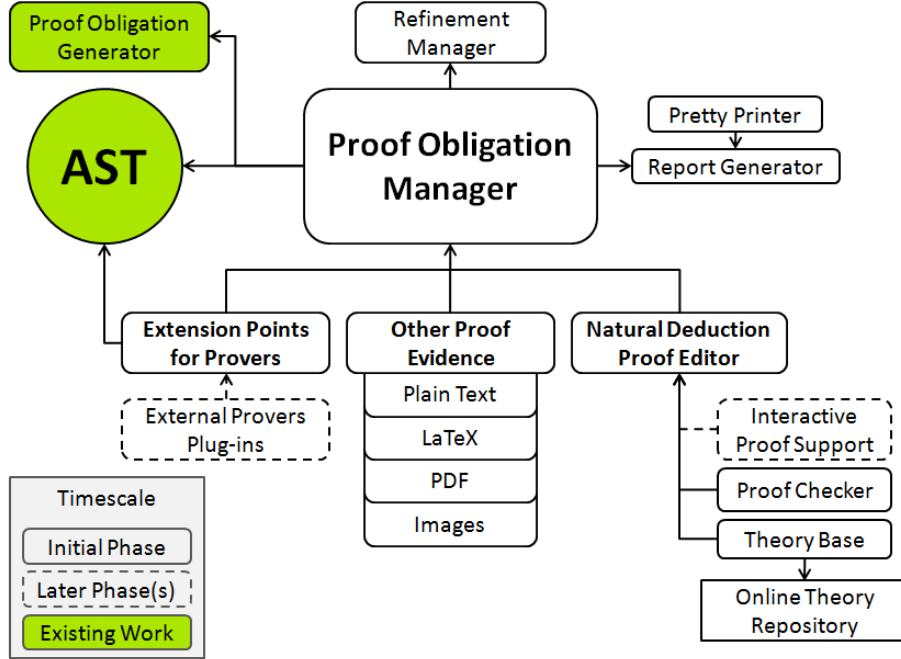 Proof Obligation
Generator
Refinement
Manager
AST
Proof Obligation
Manager
Pretty Printer
Report Generator
Extension Points
for Provers
Other Proof
Evidence
Natural Deduction
Proof Editor
External Provers
Plug-ins
Plain Text
LaTeX
PDF
Images
Interactive
Proof Support
Proof Checker
Theory Base
Online Theory
Repository
Timescale
Initial Phase
Later Phase(s)
Existing Work